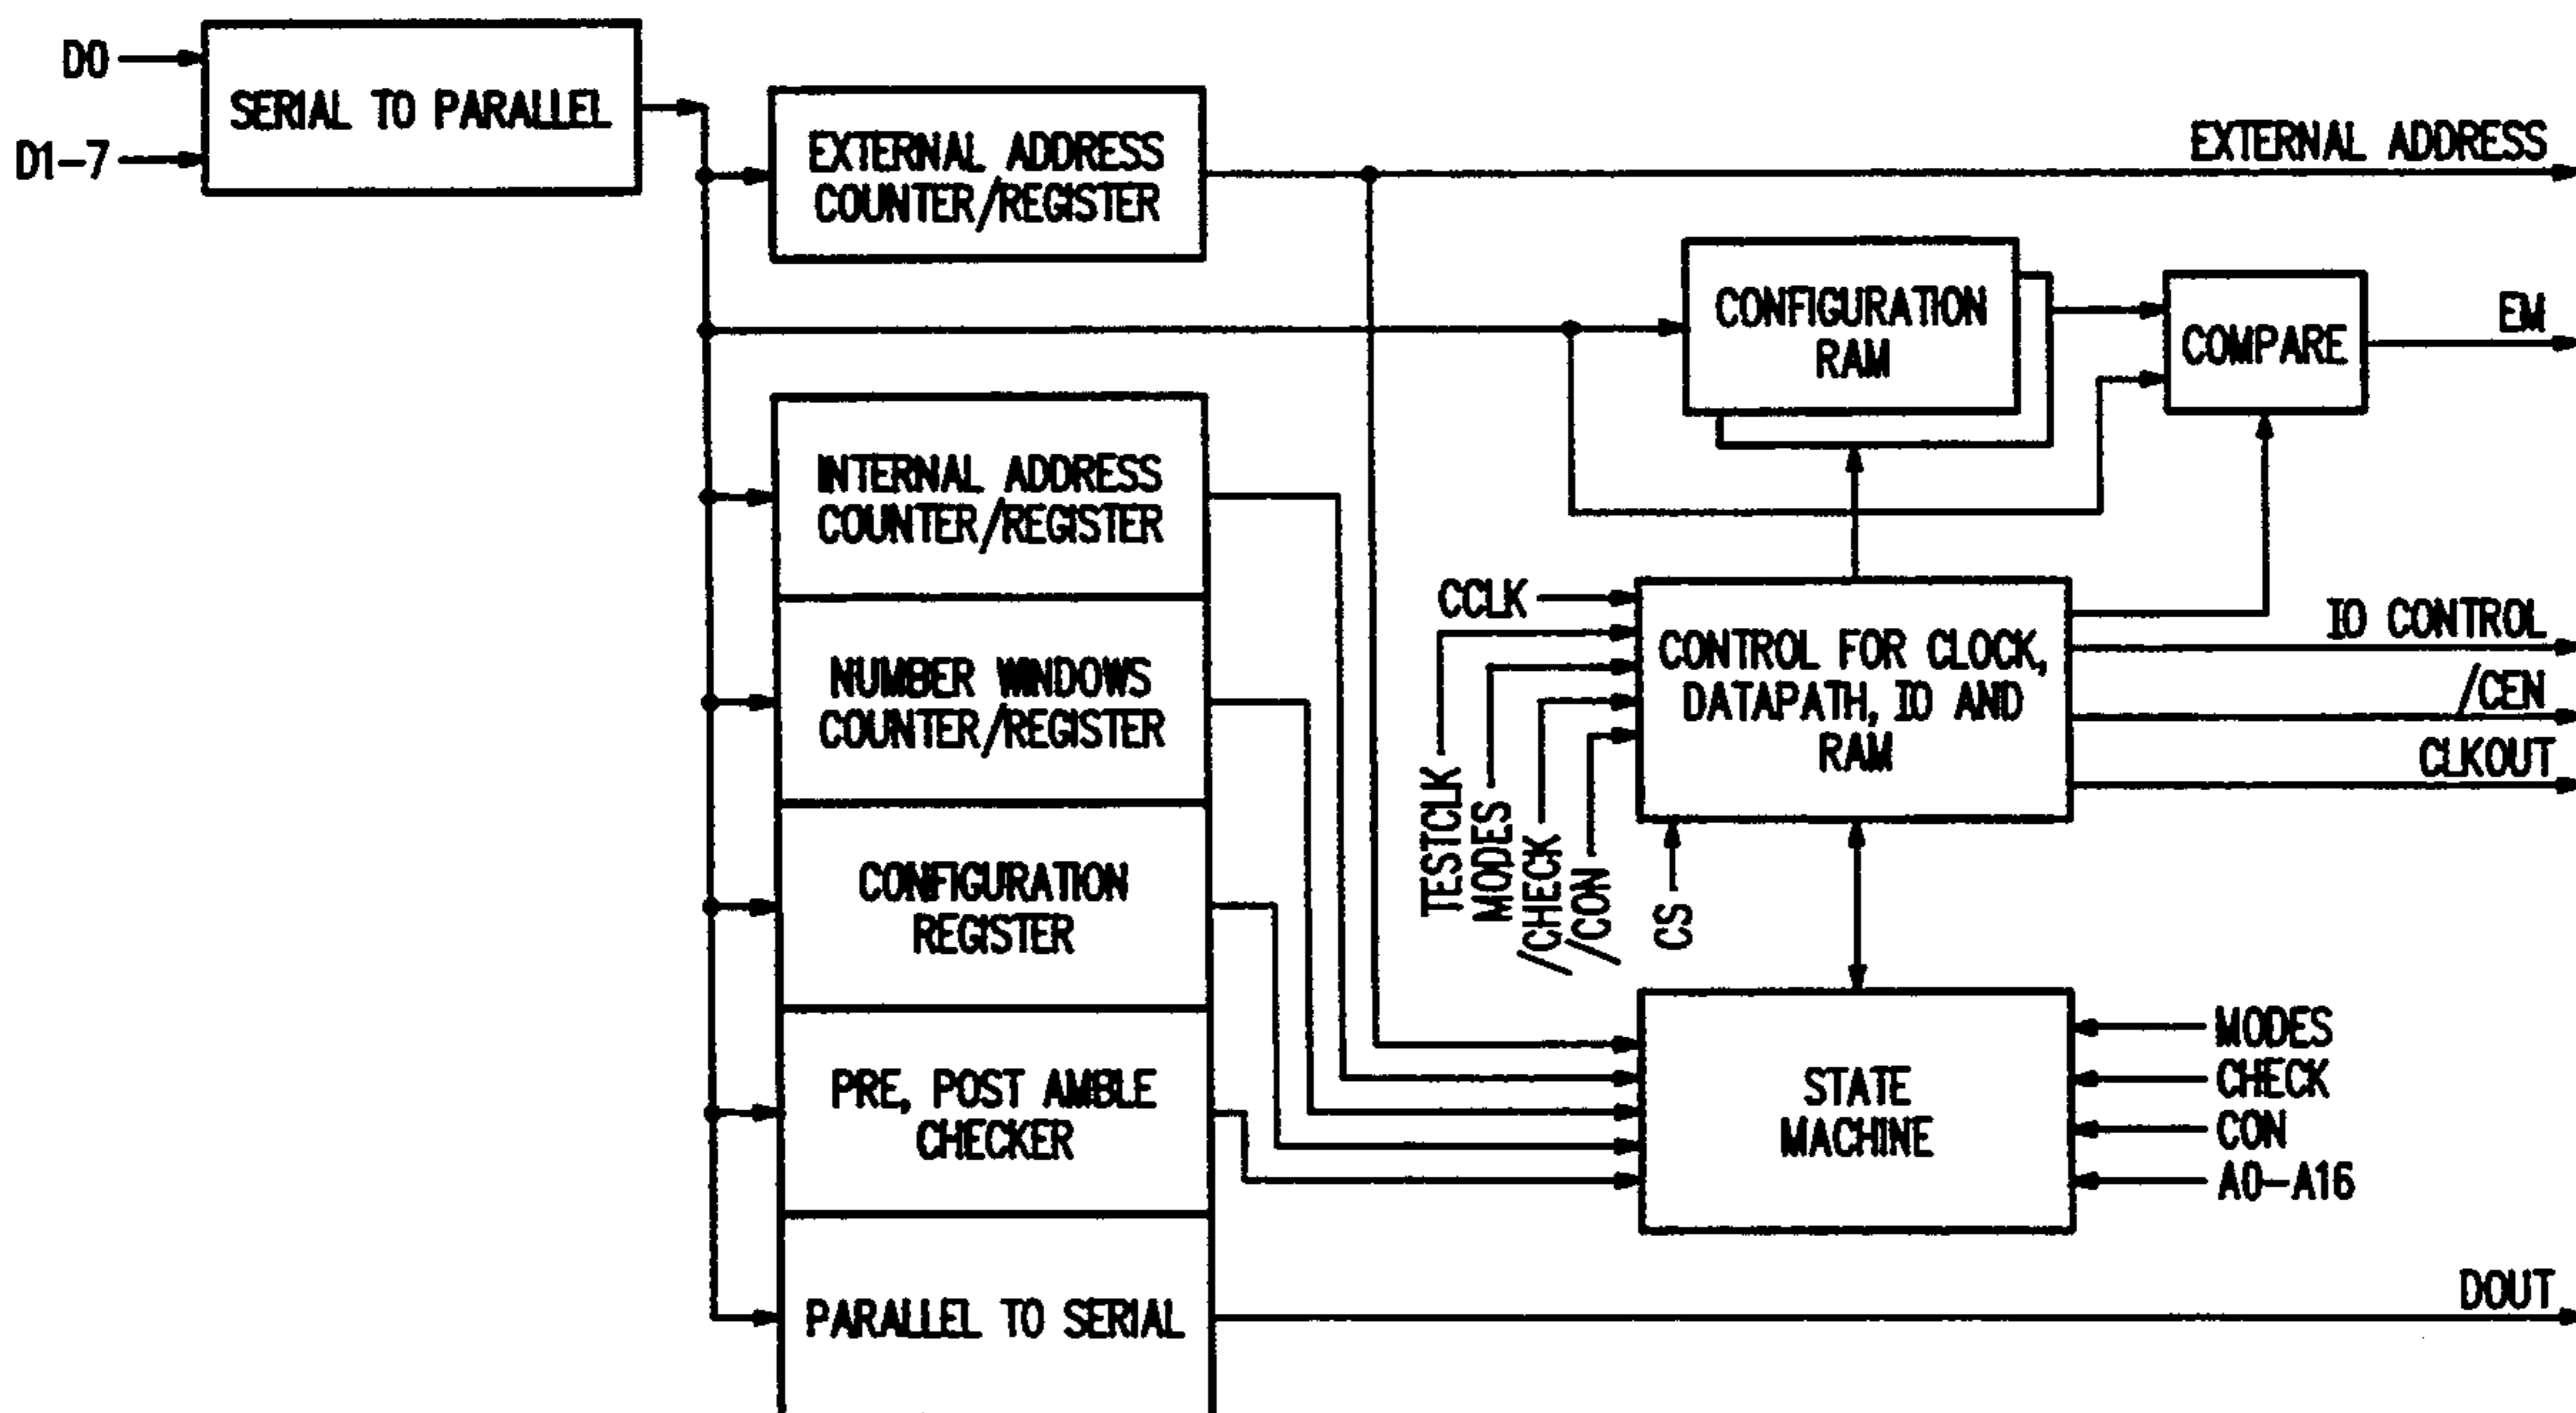 D0
D1-7
SERIAL TO PARALLEL
EXTERNAL ADDRESS
COUNTER/REGISTER
EXTERNAL ADDRESS
CONFIGURATION
RAM
COMPARE
EM
INTERNAL ADDRESS
COUNTER/REGISTER
NUMBER WINDOWS
COUNTER/REGISTER
CONFIGURATION
REGISTER
PRE, POST AMBLE
CHECKER
PARALLEL TO SERIAL
CCLK
TESTCLK
MODES
/CHECK
/CON
CS
CONTROL FOR CLOCK,
DATAPATH, IO AND
RAM
IO CONTROL
/CEN
CLKOUT
STATE
MACHINE
MODES
CHECK
CON
A0-A16
DOUT